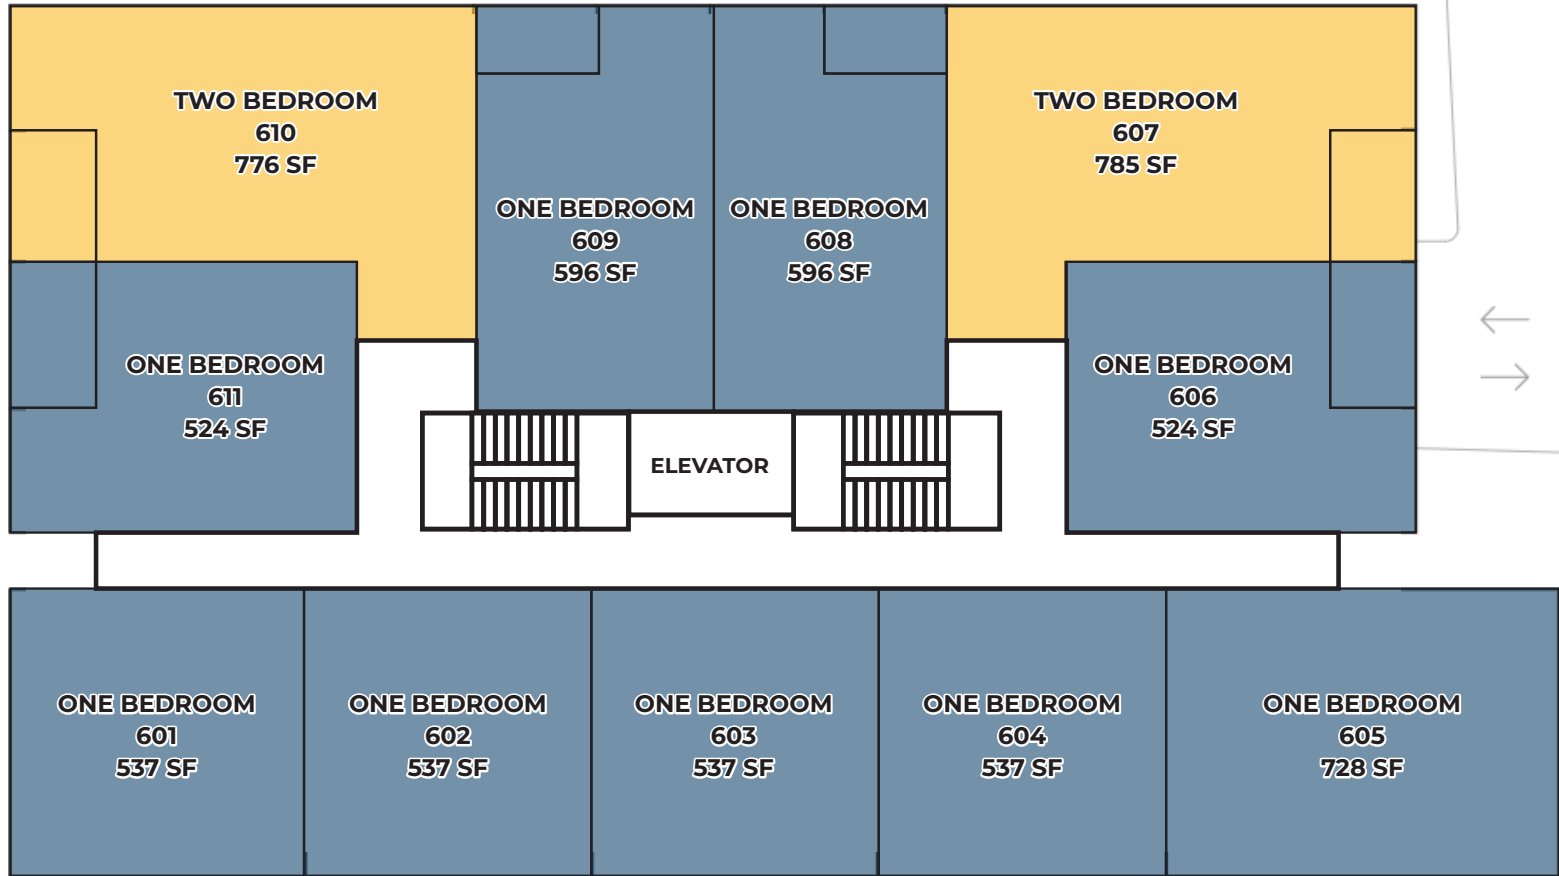 TWO BEDROOM
610
776 SF
TWO BEDROOM
607
785 SF
ONE BEDROOM
609
596 SF
ONE BEDROOM
608
596 SF
ONE BEDROOM
611
524 SF
ONE BEDROOM
606
524 SF
ELEVATOR
ONE BEDROOM
601
537 SF
ONE BEDROOM
602
537 SF
ONE BEDROOM
603
537 SF
ONE BEDROOM
604
537 SF
ONE BEDROOM
605
728 SF